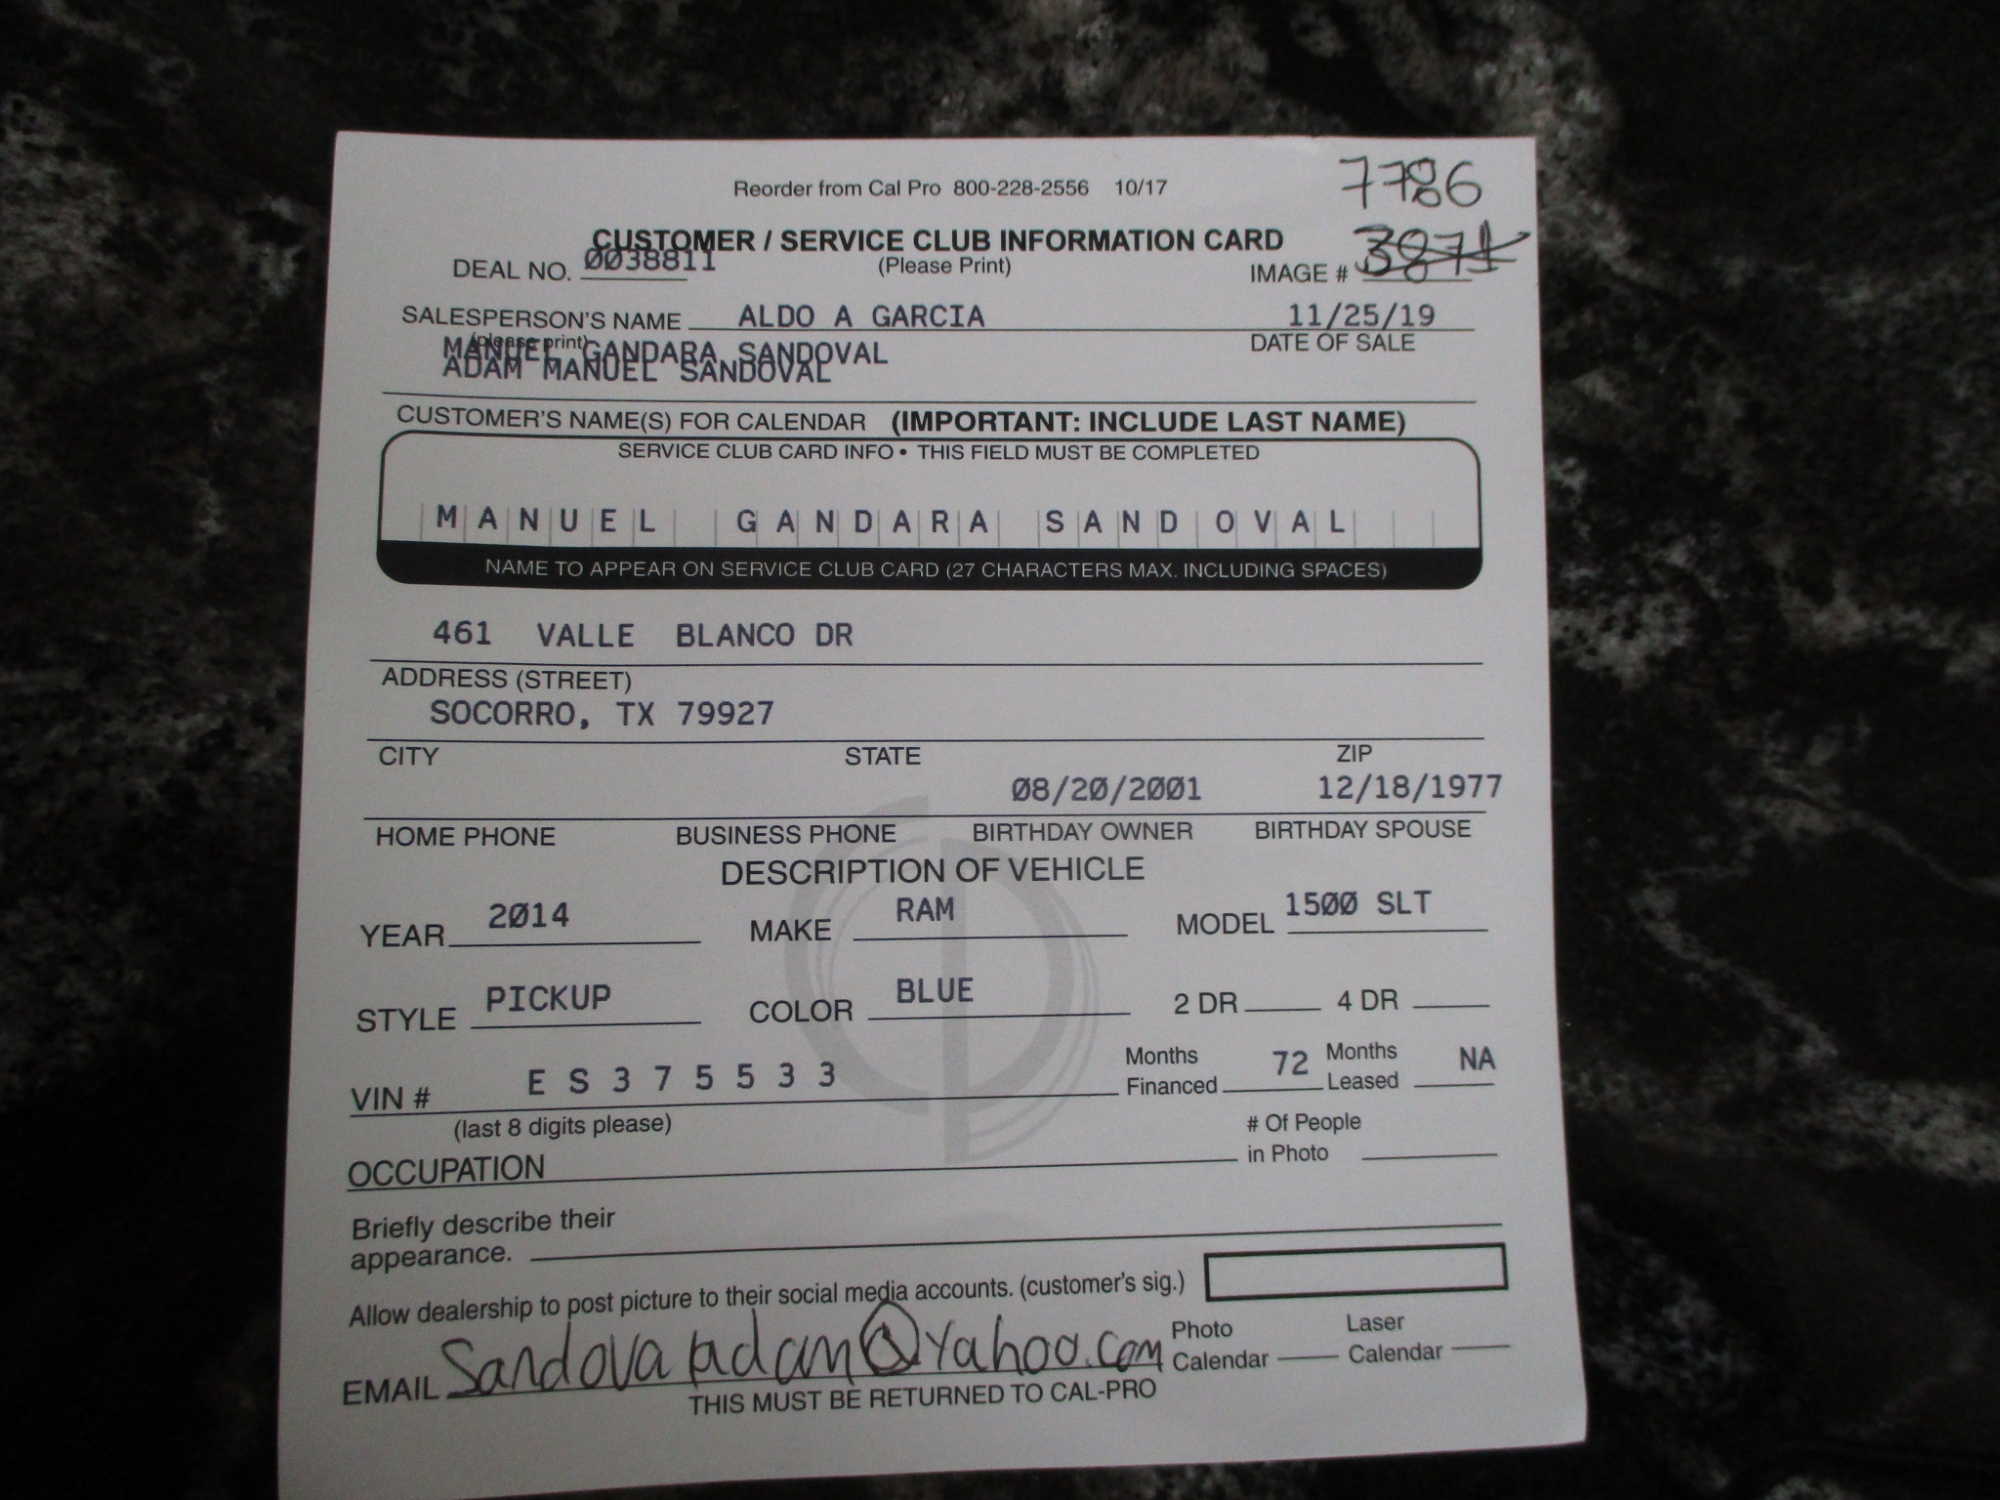 Reorder from Cal Pro 800-228-2556 10/17
7786
CUSTOMER / SERVICE CLUB INFORMATION CARD
DEAL NO. 0038811 (Please Print) IMAGE # 3871
SALESPERSON'S NAME ALDO A GARCIA 11/25/19
(please print) DATE OF SALE
MANUEL GANDARA SANDOVAL
ADAM MANUEL SANDOVAL
CUSTOMER'S NAME(S) FOR CALENDAR (IMPORTANT: INCLUDE LAST NAME)
SERVICE CLUB CARD INFO • THIS FIELD MUST BE COMPLETED
MANUEL GANDARA SANDOVAL
NAME TO APPEAR ON SERVICE CLUB CARD (27 CHARACTERS MAX. INCLUDING SPACES)
461 VALLE BLANCO DR
ADDRESS (STREET)
SOCORRO, TX 79927
CITY STATE ZIP
08/20/2001 12/18/1977
HOME PHONE BUSINESS PHONE BIRTHDAY OWNER BIRTHDAY SPOUSE
DESCRIPTION OF VEHICLE
YEAR 2014 MAKE RAM MODEL 1500 SLT
STYLE PICKUP COLOR BLUE 2 DR 4 DR
VIN # ES375533 Months Financed 72 Months Leased NA
(last 8 digits please) # Of People
OCCUPATION in Photo
Briefly describe their
appearance.
Allow dealership to post picture to their social media accounts. (customer's sig.)
EMAIL @yahoo.com Photo Calendar Laser Calendar
THIS MUST BE RETURNED TO CAL-PRO